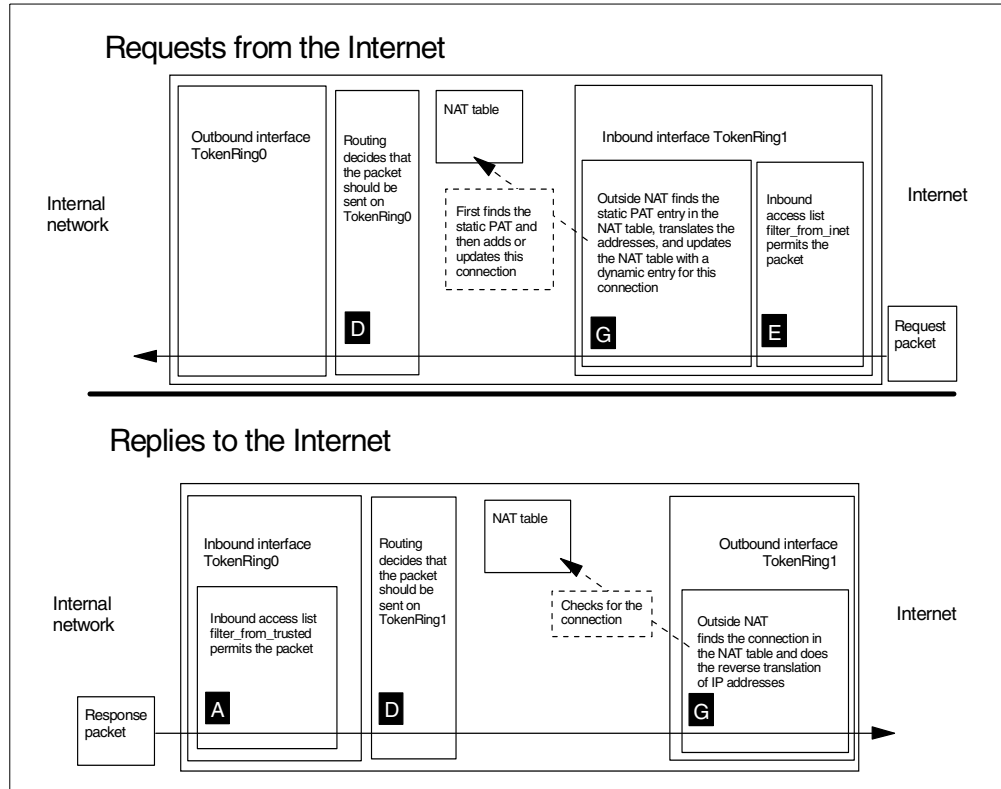 Requests from the Internet
Internal
network
Outbound interface
TokenRing0
Routing
decides that
the packet
should be
sent on
TokenRing0
D
NAT table
First finds the
static PAT and
then adds or
updates this
connection
Inbound interface TokenRing1
Outside NAT finds the
static PAT entry in the
NAT table, translates the
addresses, and updates
the NAT table with a
dynamic entry for this
connection
G
Inbound
access list
filter_from_inet
permits the
packet
E
Internet
Request
packet
Replies to the Internet
Internal
network
Response
packet
Inbound interface
TokenRing0
Inbound access list
filter_from_trusted
permits the packet
A
Routing
decides that
the packet
should be
sent on
TokenRing1
D
NAT table
Checks for the
connection
Outbound interface
TokenRing1
Outside NAT
finds the connection in
the NAT table and does
the reverse translation
of IP addresses
G
Internet